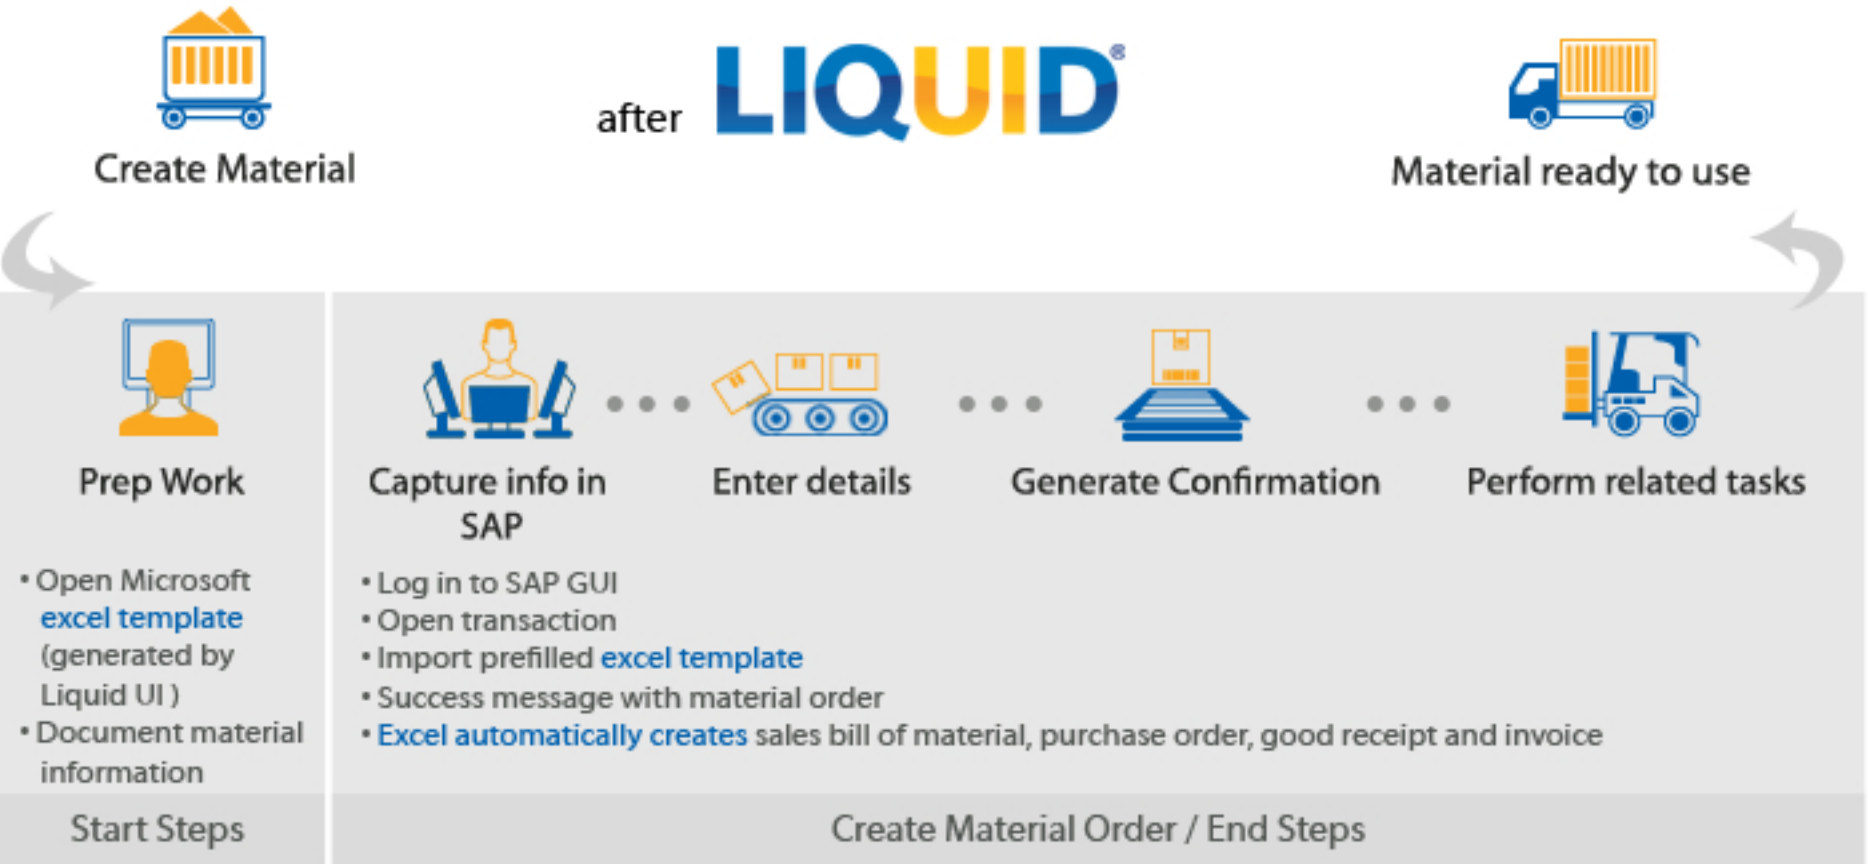 Create Material
after LIQUID®
Material ready to use
Prep Work
• Open Microsoft
excel template
(generated by
Liquid UI )
• Document material
information
Start Steps
Capture info in
SAP
Enter details
Generate Confirmation
Perform related tasks
• Log in to SAP GUI
• Open transaction
• Import prefilled excel template
• Success message with material order
• Excel automatically creates sales bill of material, purchase order, good receipt and invoice
Create Material Order / End Steps